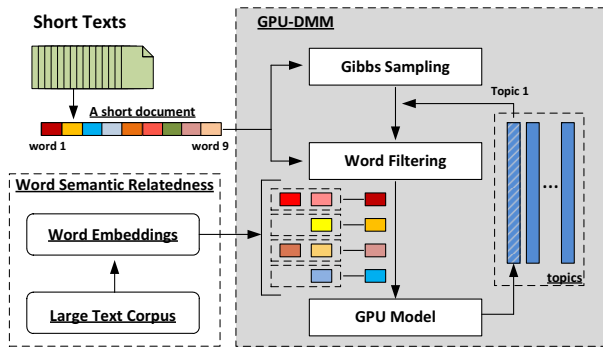 Short Texts
GPU-DMM
Gibbs Sampling
A short document
Topic 1
word 1
word 9
Word Filtering
Word Semantic Relatedness
Word Embeddings
...
topics
Large Text Corpus
GPU Model